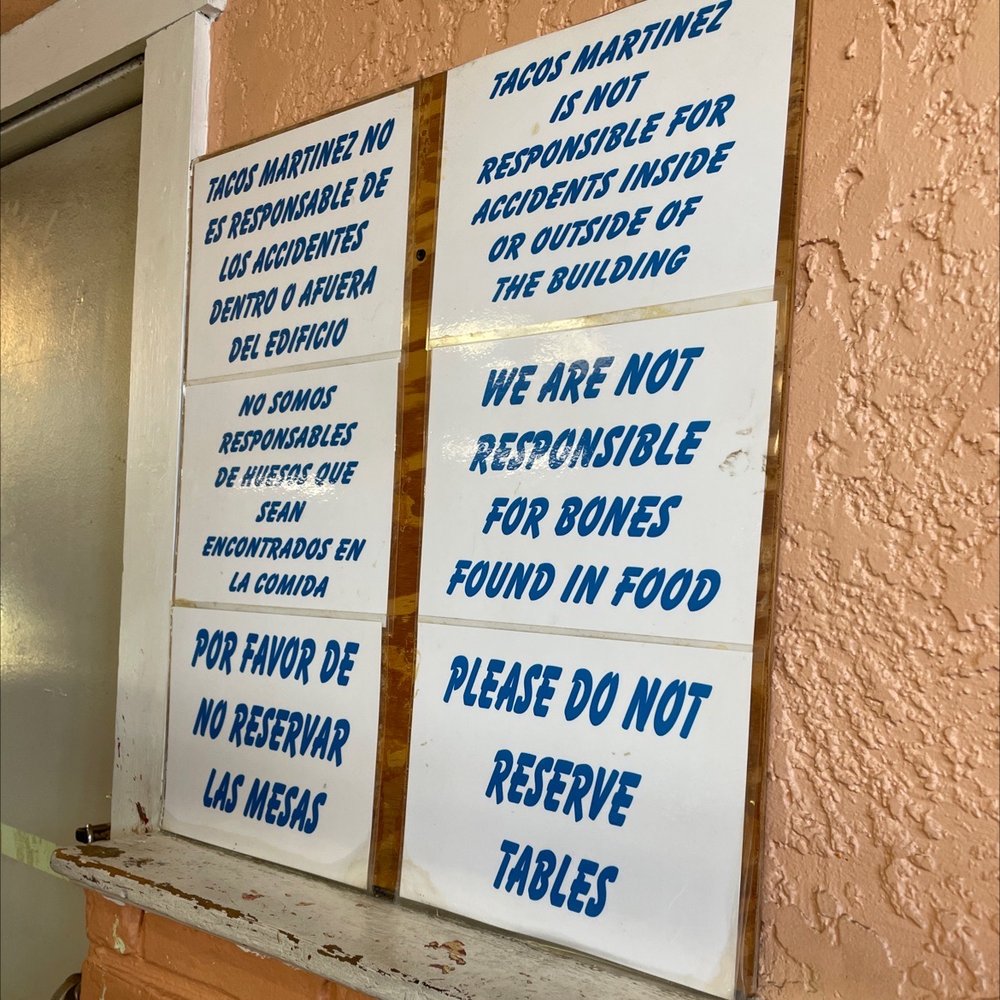 TACOS MARTINEZ NO
ES RESPONSABLE DE
LOS ACCIDENTES
DENTRO O AFUERA
DEL EDIFICIO
NO SOMOS
RESPONSABLES
DE HUESOS QUE
SEAN
ENCONTRADOS EN
LA COMIDA
POR FAVOR DE
NO RESERVAR
LAS MESAS
TACOS MARTINEZ
IS NOT
RESPONSIBLE FOR
ACCIDENTS INSIDE
OR OUTSIDE OF
THE BUILDING
WE ARE NOT
RESPONSIBLE
FOR BONES
FOUND IN FOOD
PLEASE DO NOT
RESERVE
TABLES